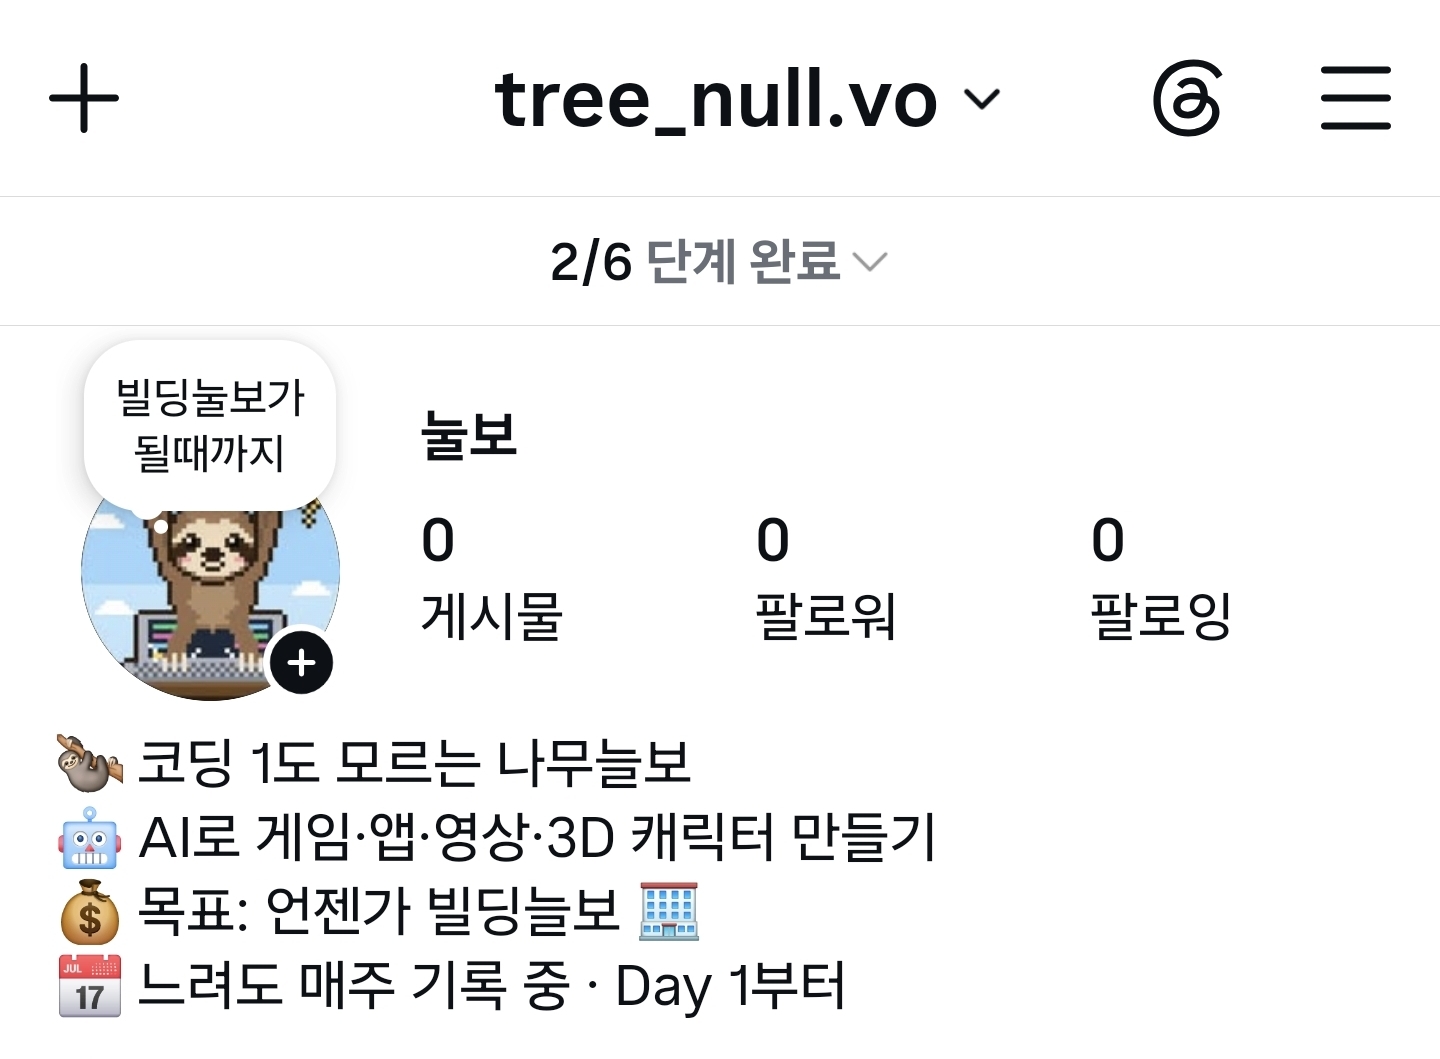 tree_null.vo
2/6 단계 완료
빌딩눌보가
될때까지
눌보
0 0 0
게시물 팔로워 팔로잉
🦥 코딩 1도 모르는 나무늘보
🤖 AI로 게임·앱·영상·3D 캐릭터 만들기
💰 목표: 언젠가 빌딩늘보 🏢
📅 느려도 매주 기록 중 · Day 1부터